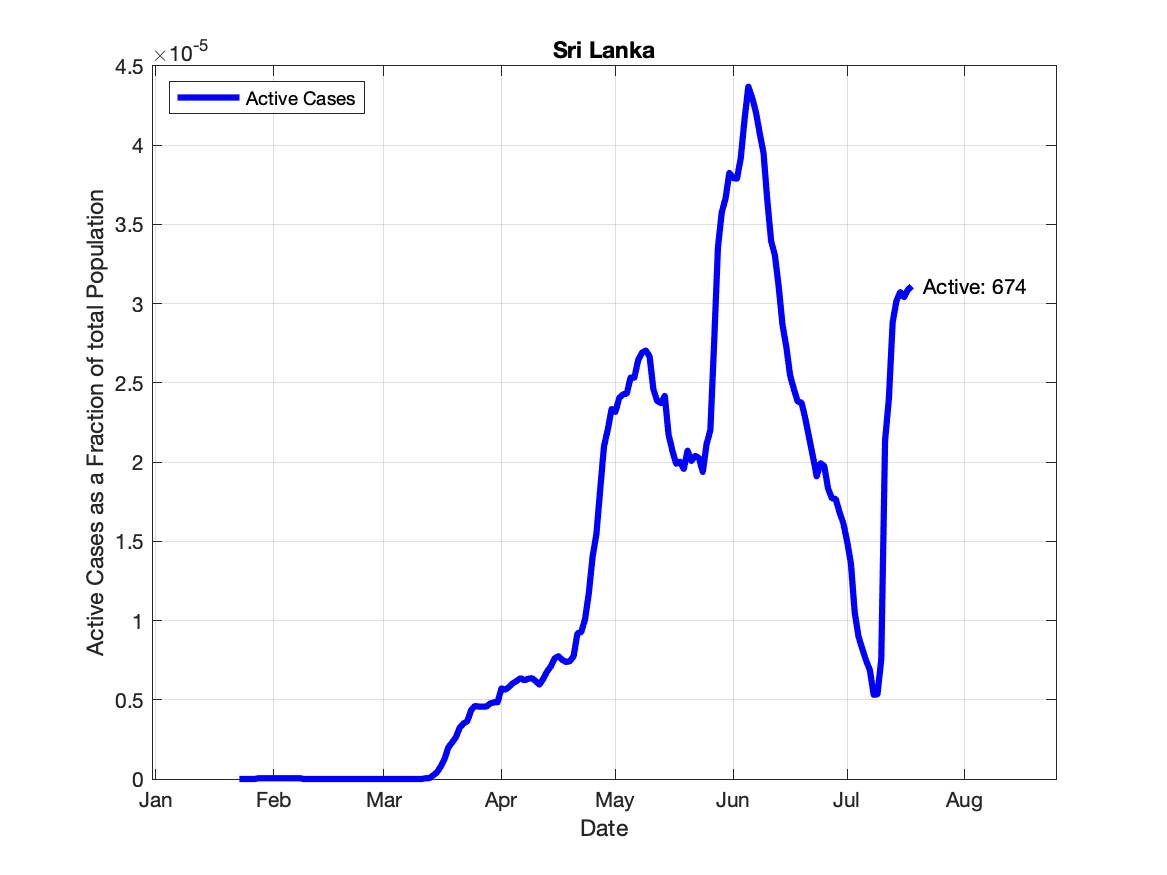 Sri Lanka
×10-5
4.5
4
3.5
3
2.5
2
1.5
1
0.5
0
Active Cases as a Fraction of total Population
Active Cases
Active: 674
Jan Feb Mar Apr May Jun Jul Aug
Date